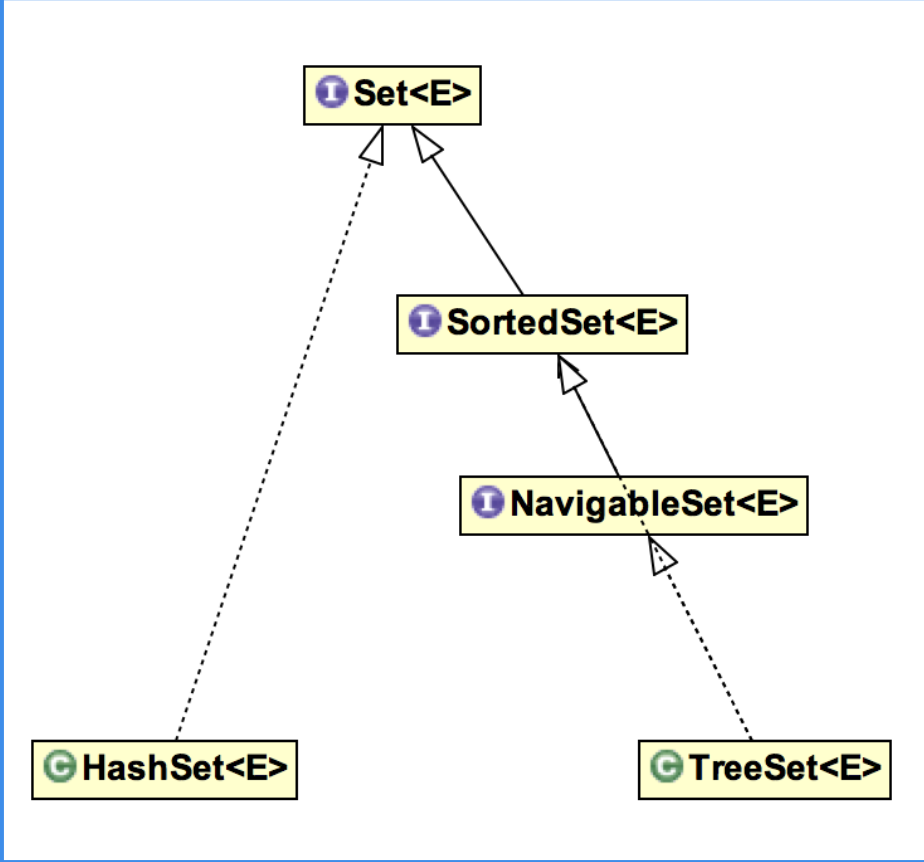 I Set<E>
I SortedSet<E>
I NavigableSet<E>
C HashSet<E>
C TreeSet<E>